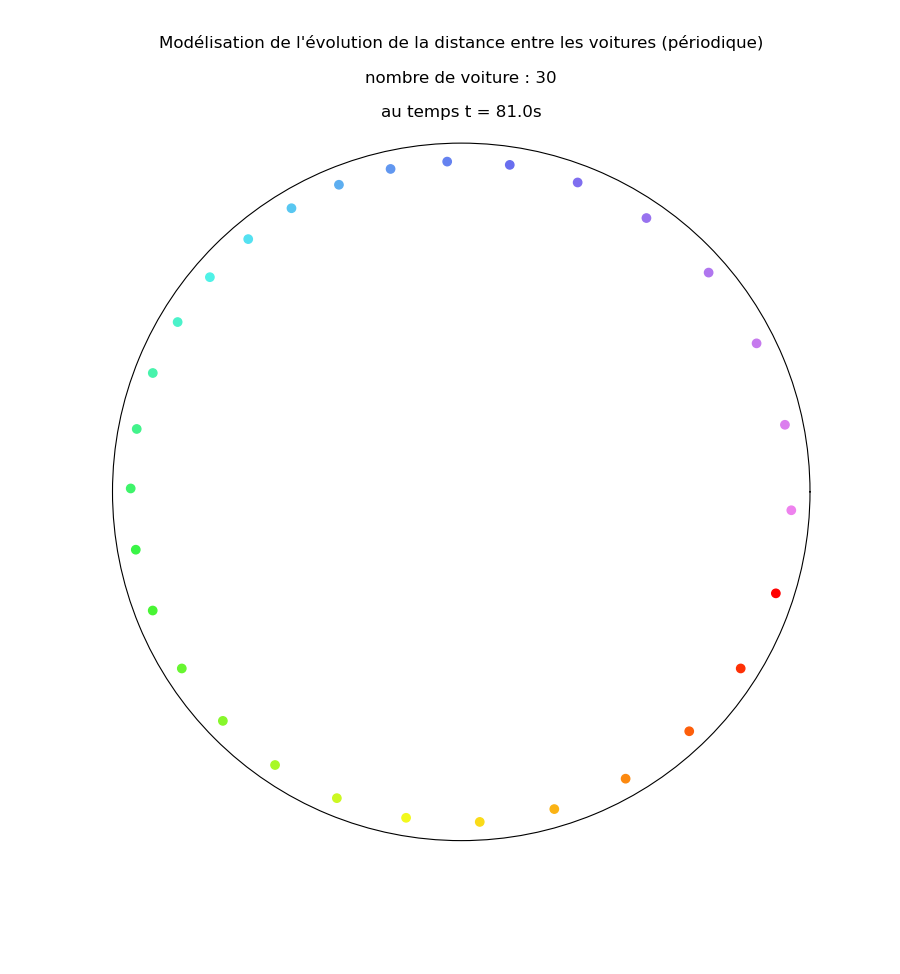 Modélisation de l'évolution de la distance entre les voitures (périodique)
nombre de voiture : 30
au temps t = 81.0s